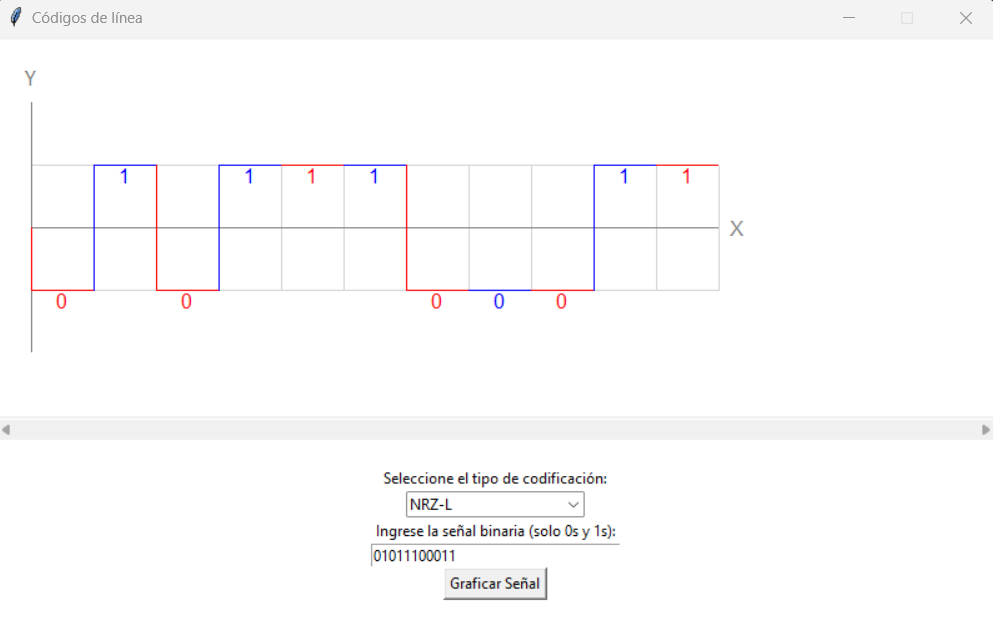 Códigos de línea
Y
1 1 1 1 1 1
X
0 0 0 0 0
Seleccione el tipo de codificación:
NRZ-L
Ingrese la señal binaria (solo 0s y 1s):
01011100011
Graficar Señal